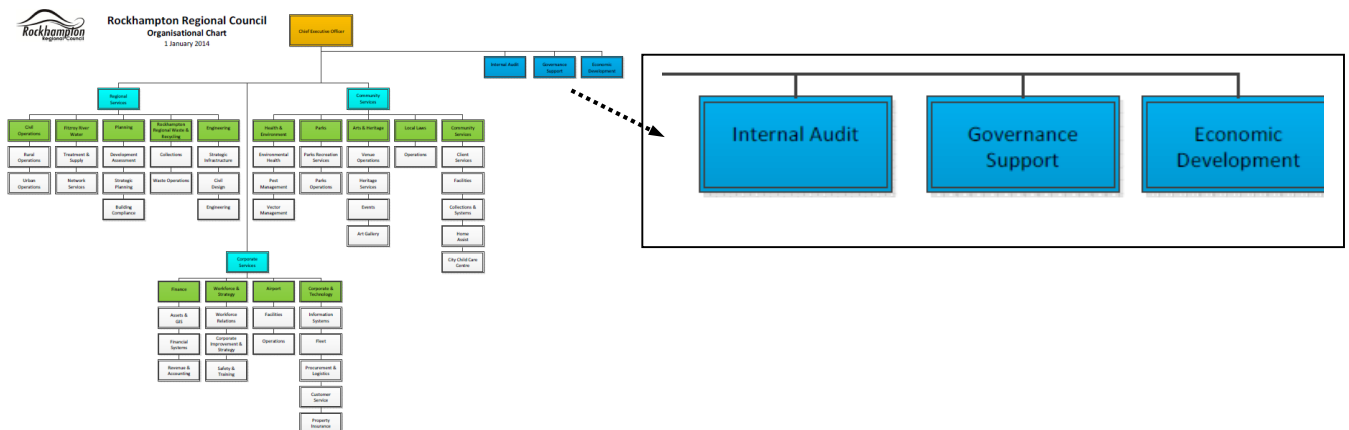 Rockhampton
Regional Council
Rockhampton Regional Council
Organisational Chart
1 January 2014
Chief Executive Officer
Internal Audit
Governance
Support
Economic
Development
Internal Audit
Governance
Support
Economic
Development
Regional
Services
Community
Services
Civil
Operations
Fitzroy River
Water
Planning
Rockhampton
Regional Waste &
Recycling
Engineering
Health &
Environment
Parks
Arts & Heritage
Local Laws
Community
Services
Rural
Operations
Treatment &
Supply
Development
Assessment
Collections
Strategic
Infrastructure
Environmental
Health
Parks Recreation
Services
Venue
Operations
Operations
Client
Services
Urban
Operations
Network
Services
Strategic
Planning
Waste Operations
Civil
Design
Pest
Management
Parks
Operations
Heritage
Services
Facilities
Building
Compliance
Engineering
Vector
Management
Events
Collections &
Systems
Art Gallery
Home
Assist
City Child Care
Centre
Corporate
Services
Finance
Workforce &
Strategy
Airport
Corporate &
Technology
Assets &
GIS
Workforce
Relations
Facilities
Information
Systems
Financial
Systems
Corporate
Improvement &
Strategy
Operations
Fleet
Revenue &
Accounting
Safety &
Training
Procurement &
Logistics
Customer
Service
Property
Insurance